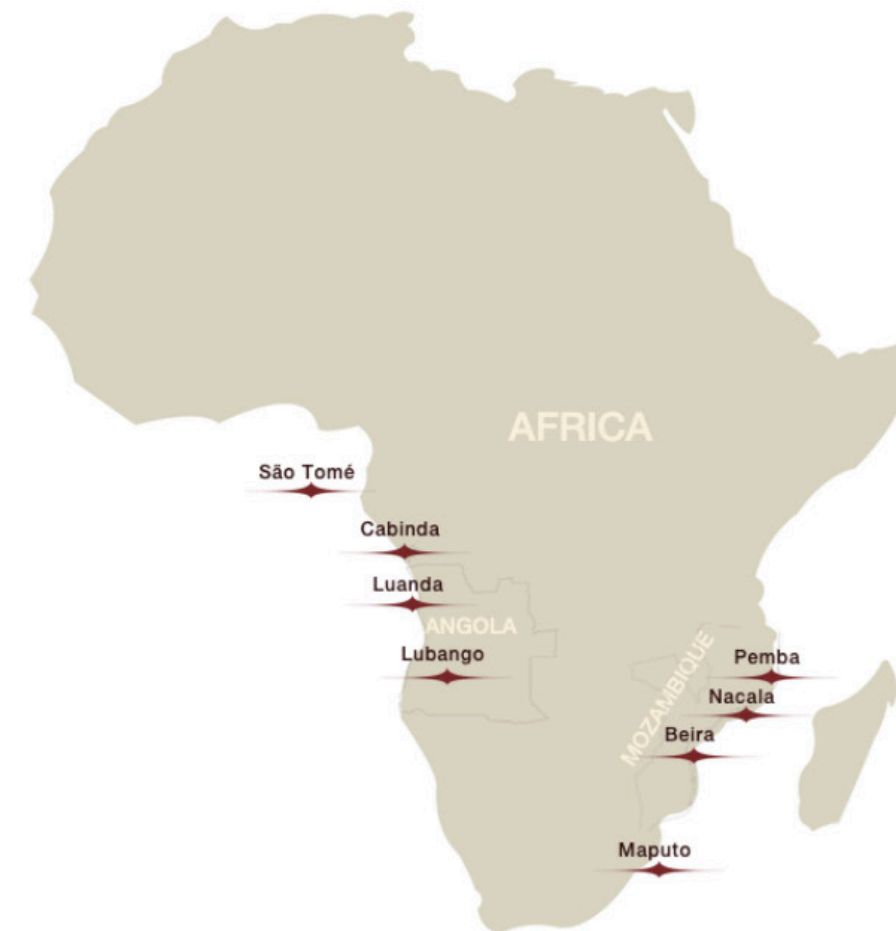 AFRICA
São Tomé
Cabinda
Luanda
ANGOLA
Lubango
MOZAMBIQUE
Pemba
Nacala
Beira
Maputo